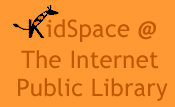 KidSpace @
The Internet
Public Library